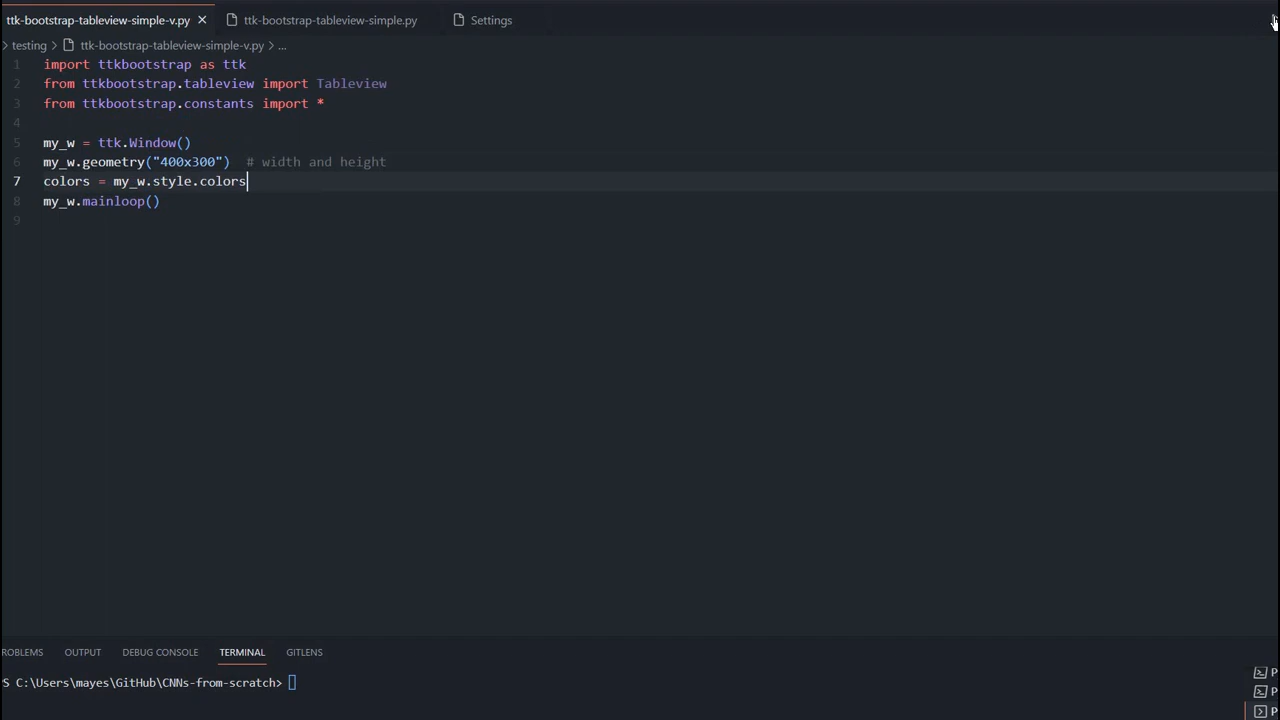 ttk-bootstrap-tableview-simple-v.py ttk-bootstrap-tableview-simple.py Settings
testing ttk-bootstrap-tableview-simple-v.py ...
1 import ttkbootstrap as ttk
2 from ttkbootstrap.tableview import Tableview
3 from ttkbootstrap.constants import *
4
5 my_w = ttk.Window()
6 my_w.geometry("400x300")  # width and height
7 colors = my_w.style.colors
8 my_w.mainloop()
9
ROBLEMS OUTPUT DEBUG CONSOLE TERMINAL GITLENS
S C:\Users\mayes\GitHub\CNNs-from-scratch>
P
P
P